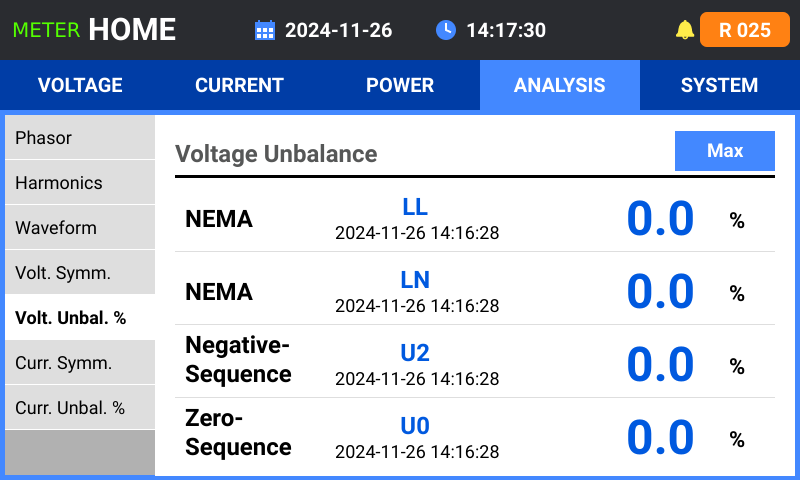 METER HOME 2024-11-26 14:17:30 R 025
VOLTAGE CURRENT POWER ANALYSIS SYSTEM
Phasor
Harmonics
Waveform
Volt. Symm.
Volt. Unbal. %
Curr. Symm.
Curr. Unbal. %
Voltage Unbalance Max
NEMA LL 2024-11-26 14:16:28 0.0 %
NEMA LN 2024-11-26 14:16:28 0.0 %
Negative-
Sequence U2 2024-11-26 14:16:28 0.0 %
Zero-
Sequence U0 2024-11-26 14:16:28 0.0 %